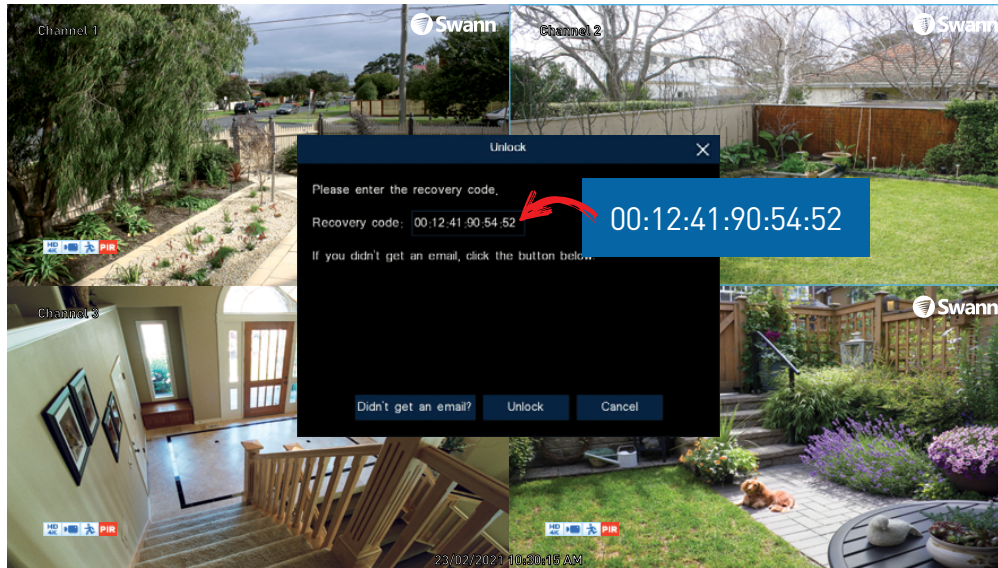 Channel 1
Swann
Channel 2
Swann
Unlock
Please enter the recovery code.
Recovery code: 00:12:41:90:54:52
00:12:41:90:54:52
If you didn't get an email, click the button below.
HD
4K
PIR
Channel 3
Swann
Didn't get an email?
Unlock
Cancel
HD
4K
PIR
HD
4K
PIR
23/02/2021 10:30:15 AM